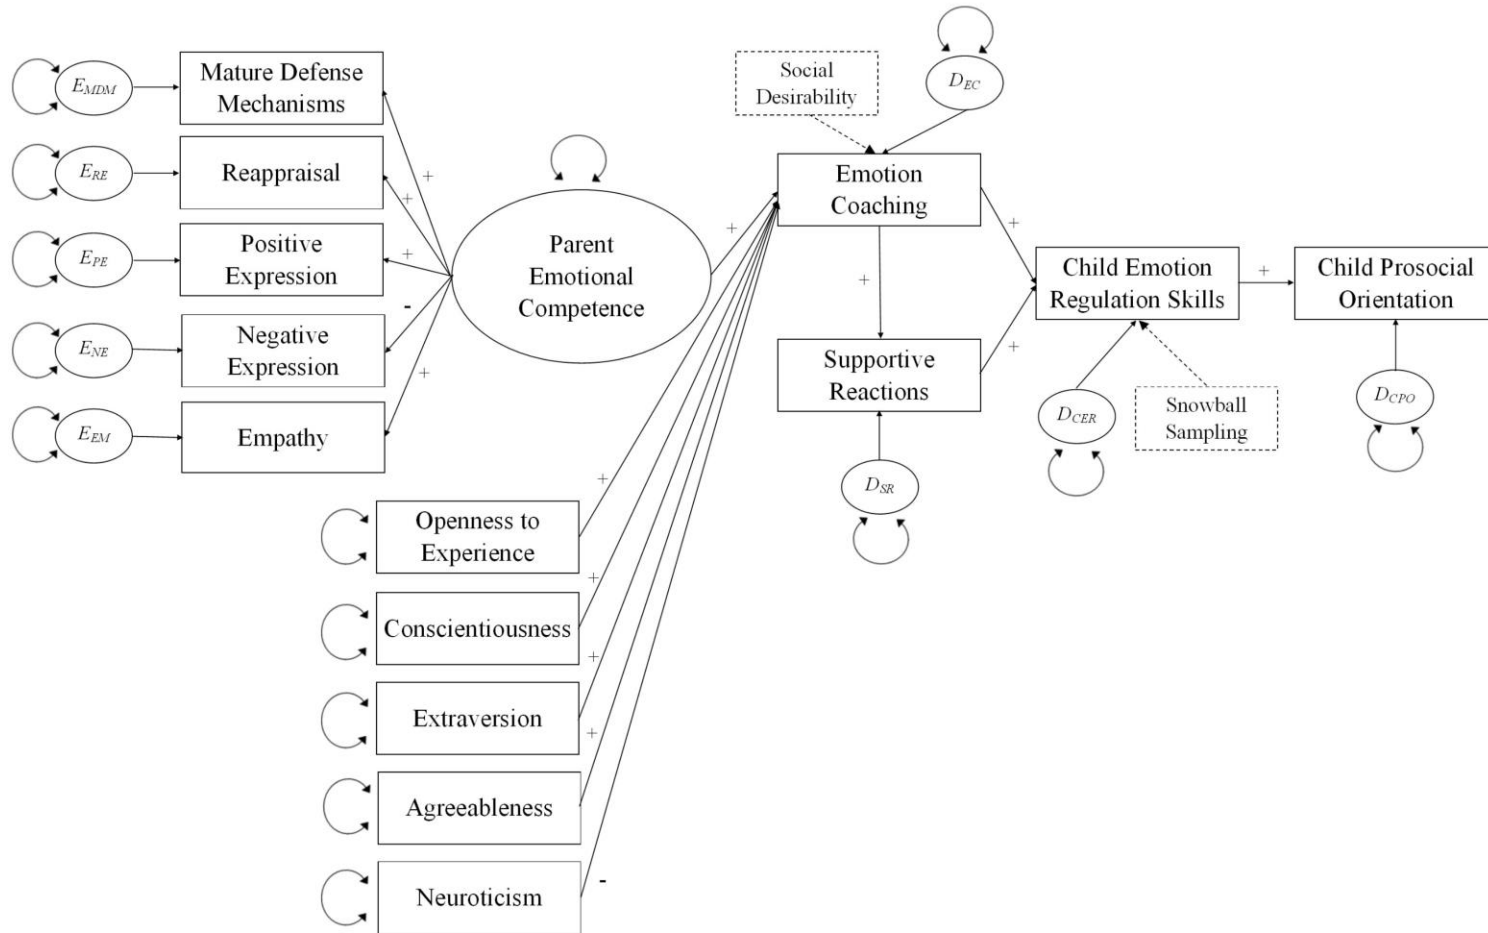 E_MDM
Mature Defense
Mechanisms
E_RE
Reappraisal
+
+
E_PE
Positive
Expression
+
E_NE
Negative
Expression
-
E_EM
Empathy
+
Parent
Emotional
Competence
+
Social
Desirability
D_EC
Emotion
Coaching
+
+
Supportive
Reactions
+
D_SR
Child Emotion
Regulation Skills
+
Child Prosocial
Orientation
D_CER
Snowball
Sampling
D_CPO
Openness to
Experience
+
Conscientiousness
+
Extraversion
+
Agreeableness
+
Neuroticism
-